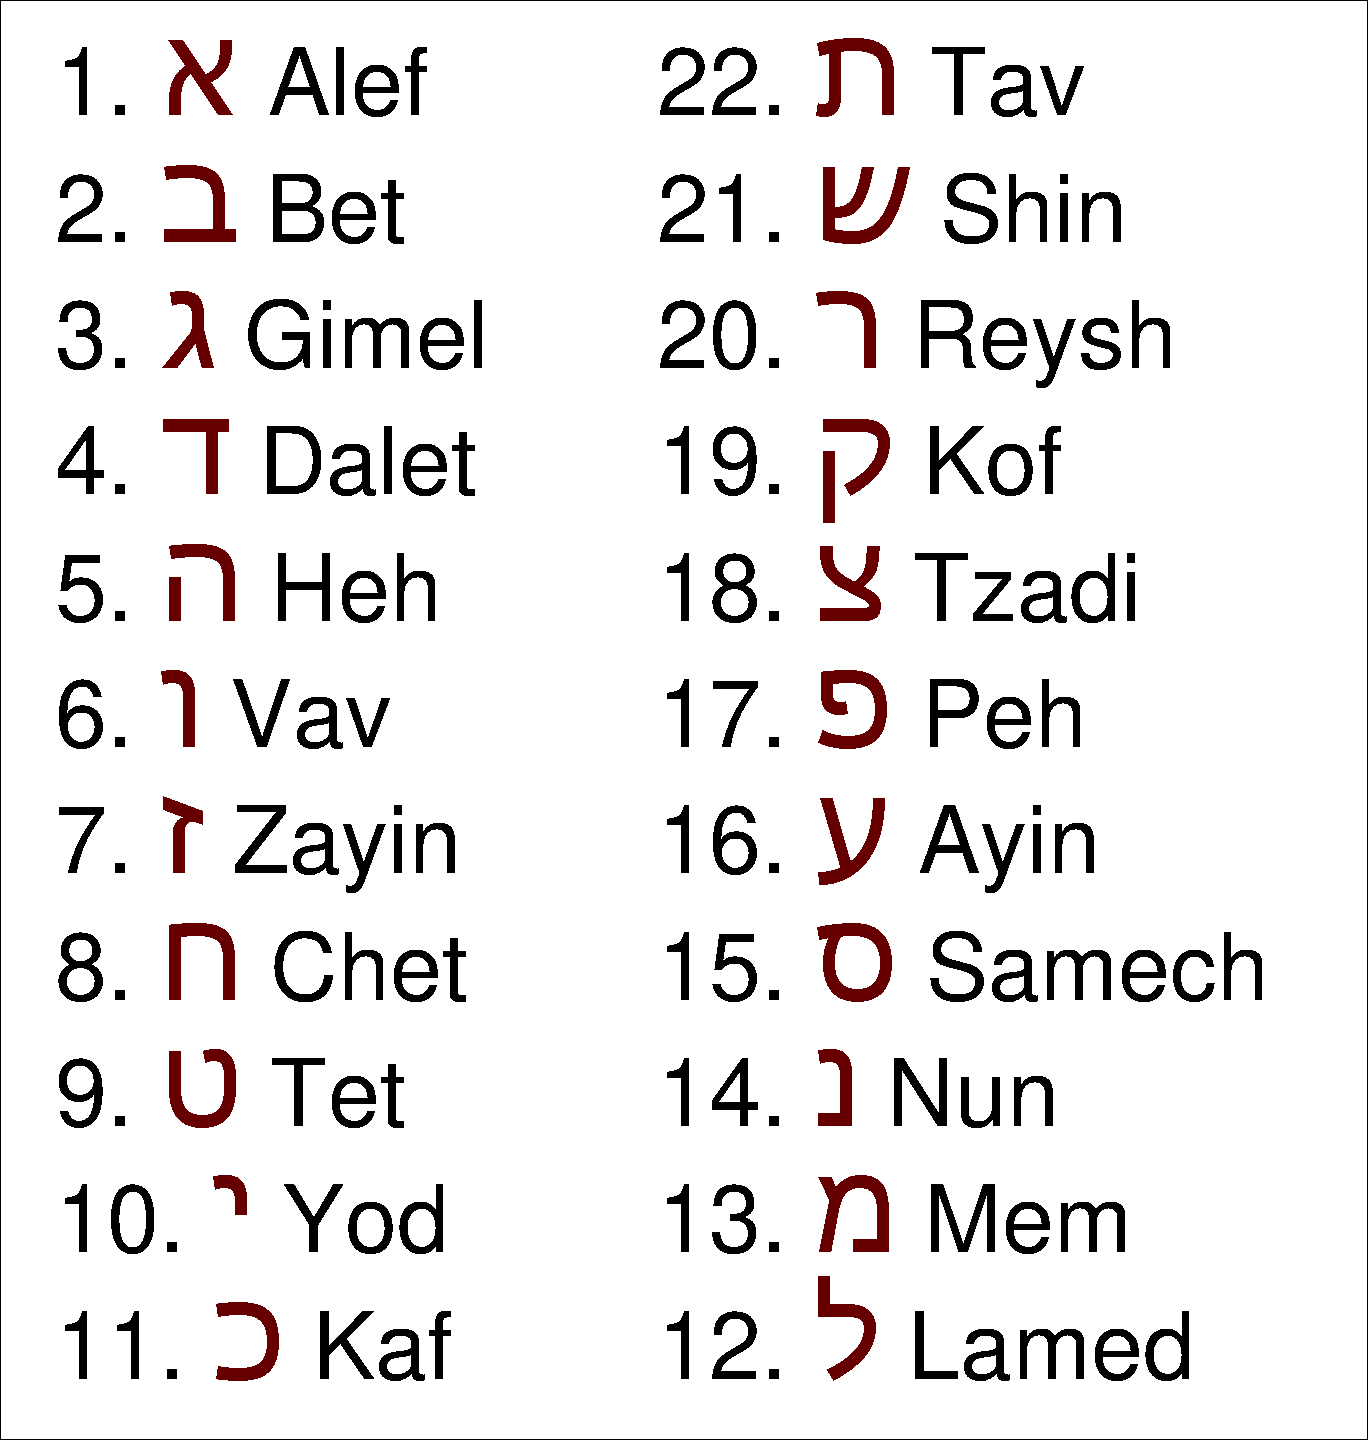 1. א Alef 22. ת Tav
2. ב Bet 21. ש Shin
3. ג Gimel 20. ר Reysh
4. ד Dalet 19. ק Kof
5. ה Heh 18. צ Tzadi
6. ו Vav 17. פ Peh
7. ז Zayin 16. ע Ayin
8. ח Chet 15. ס Samech
9. ט Tet 14. נ Nun
10. י Yod 13. מ Mem
11. כ Kaf 12. ל Lamed